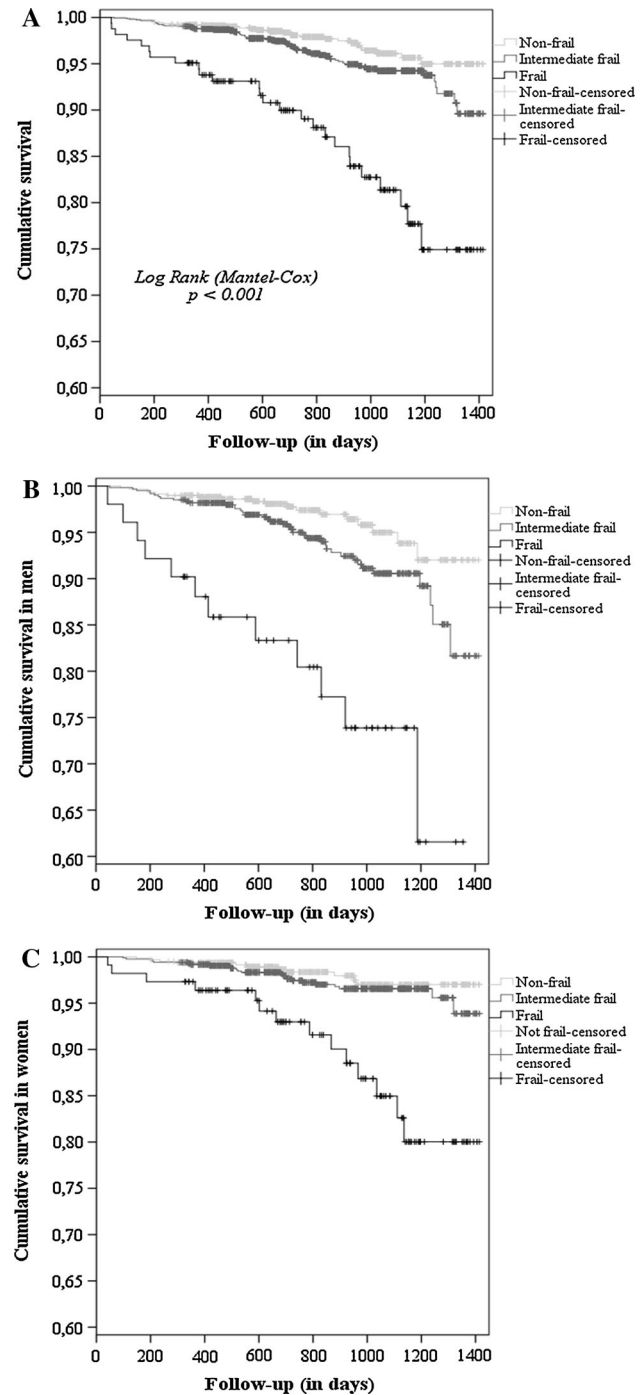 A
1,00
0,95
0,90
0,85
0,80
0,75
0,70
0,65
0,60
Cumulative survival
Log Rank (Mantel-Cox)
p < 0.001
0 200 400 600 800 1000 1200 1400
Follow-up (in days)
Non-frail
Intermediate frail
Frail
Non-frail-censored
Intermediate frail-
censored
Frail-censored
B
1,00
0,95
0,90
0,85
0,80
0,75
0,70
0,65
0,60
Cumulative survival in men
0 200 400 600 800 1000 1200 1400
Follow-up (in days)
Non-frail
Intermediate frail
Frail
Non-frail-censored
Intermediate frail-
censored
Frail-censored
C
1,00
0,95
0,90
0,85
0,80
0,75
0,70
0,65
0,60
Cumulative survival in women
0 200 400 600 800 1000 1200 1400
Follow-up (in days)
Non-frail
Intermediate frail
Frail
Not frail-censored
Intermediate frail-
censored
Frail-censored